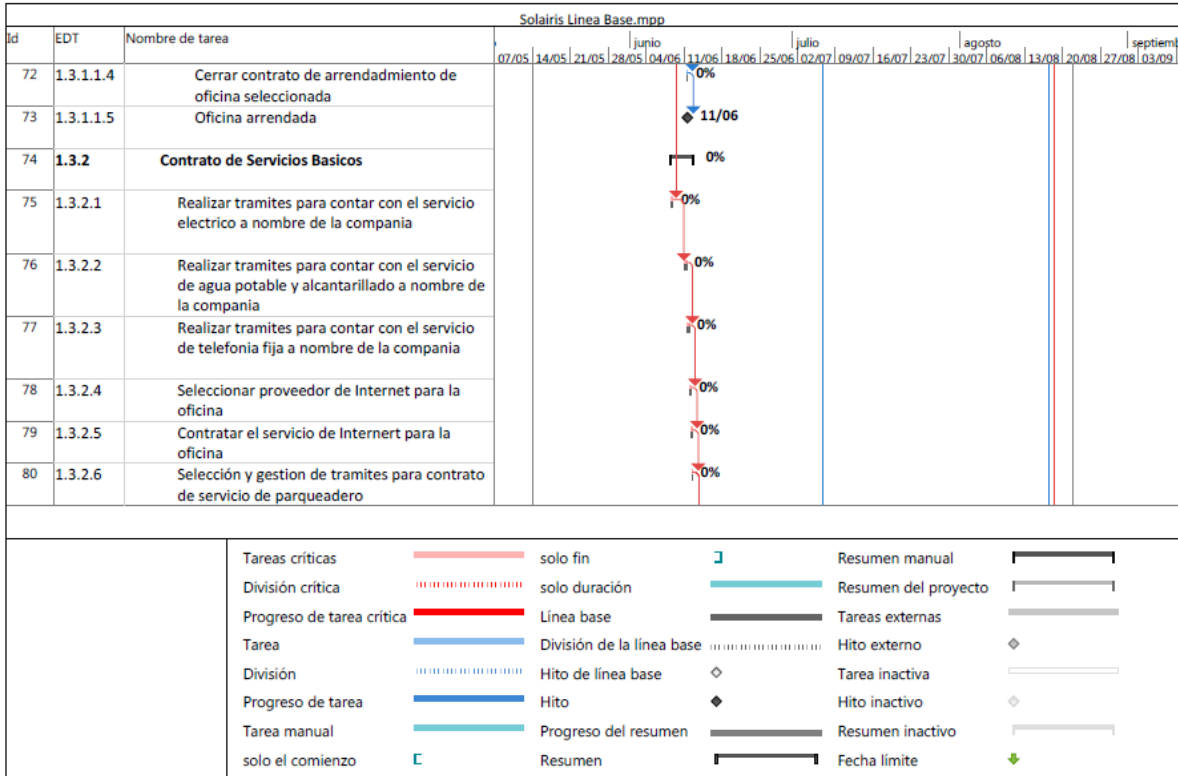 Solairis Linea Base.mpp
Id EDT Nombre de tarea
junio julio agosto septiemb
07/05 14/05 21/05 28/05 04/06 11/06 18/06 25/06 02/07 09/07 16/07 23/07 30/07 06/08 13/08 20/08 27/08 03/09
72 1.3.1.1.4 Cerrar contrato de arrendadmiento de 0%
oficina seleccionada
73 1.3.1.1.5 Oficina arrendada 11/06
74 1.3.2 Contrato de Servicios Basicos 0%
75 1.3.2.1 Realizar tramites para contar con el servicio 0%
electrico a nombre de la compania
76 1.3.2.2 Realizar tramites para contar con el servicio 0%
de agua potable y alcantarillado a nombre de
la compania
77 1.3.2.3 Realizar tramites para contar con el servicio 0%
de telefonia fija a nombre de la compania
78 1.3.2.4 Seleccionar proveedor de Internet para la 0%
oficina
79 1.3.2.5 Contratar el servicio de Internert para la 0%
oficina
80 1.3.2.6 Selección y gestion de tramites para contrato 0%
de servicio de parqueadero
Tareas críticas solo fin Resumen manual
División crítica solo duración Resumen del proyecto
Progreso de tarea crítica Línea base Tareas externas
Tarea División de la línea base Hito externo
División Hito de línea base Tarea inactiva
Progreso de tarea Hito Hito inactivo
Tarea manual Progreso del resumen Resumen inactivo
solo el comienzo Resumen Fecha límite